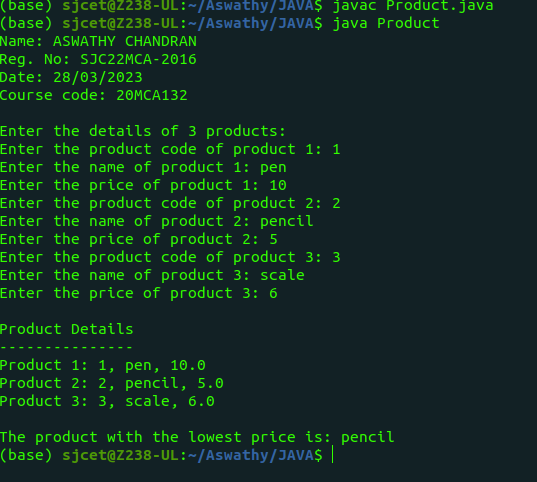 (base) sjcet@Z238-UL:~/Aswathy/JAVA$ javac Product.java
(base) sjcet@Z238-UL:~/Aswathy/JAVA$ java Product
Name: ASWATHY CHANDRAN
Reg. No: SJC22MCA-2016
Date: 28/03/2023
Course code: 20MCA132

Enter the details of 3 products:
Enter the product code of product 1: 1
Enter the name of product 1: pen
Enter the price of product 1: 10
Enter the product code of product 2: 2
Enter the name of product 2: pencil
Enter the price of product 2: 5
Enter the product code of product 3: 3
Enter the name of product 3: scale
Enter the price of product 3: 6

Product Details
---------------
Product 1: 1, pen, 10.0
Product 2: 2, pencil, 5.0
Product 3: 3, scale, 6.0

The product with the lowest price is: pencil
(base) sjcet@Z238-UL:~/Aswathy/JAVA$